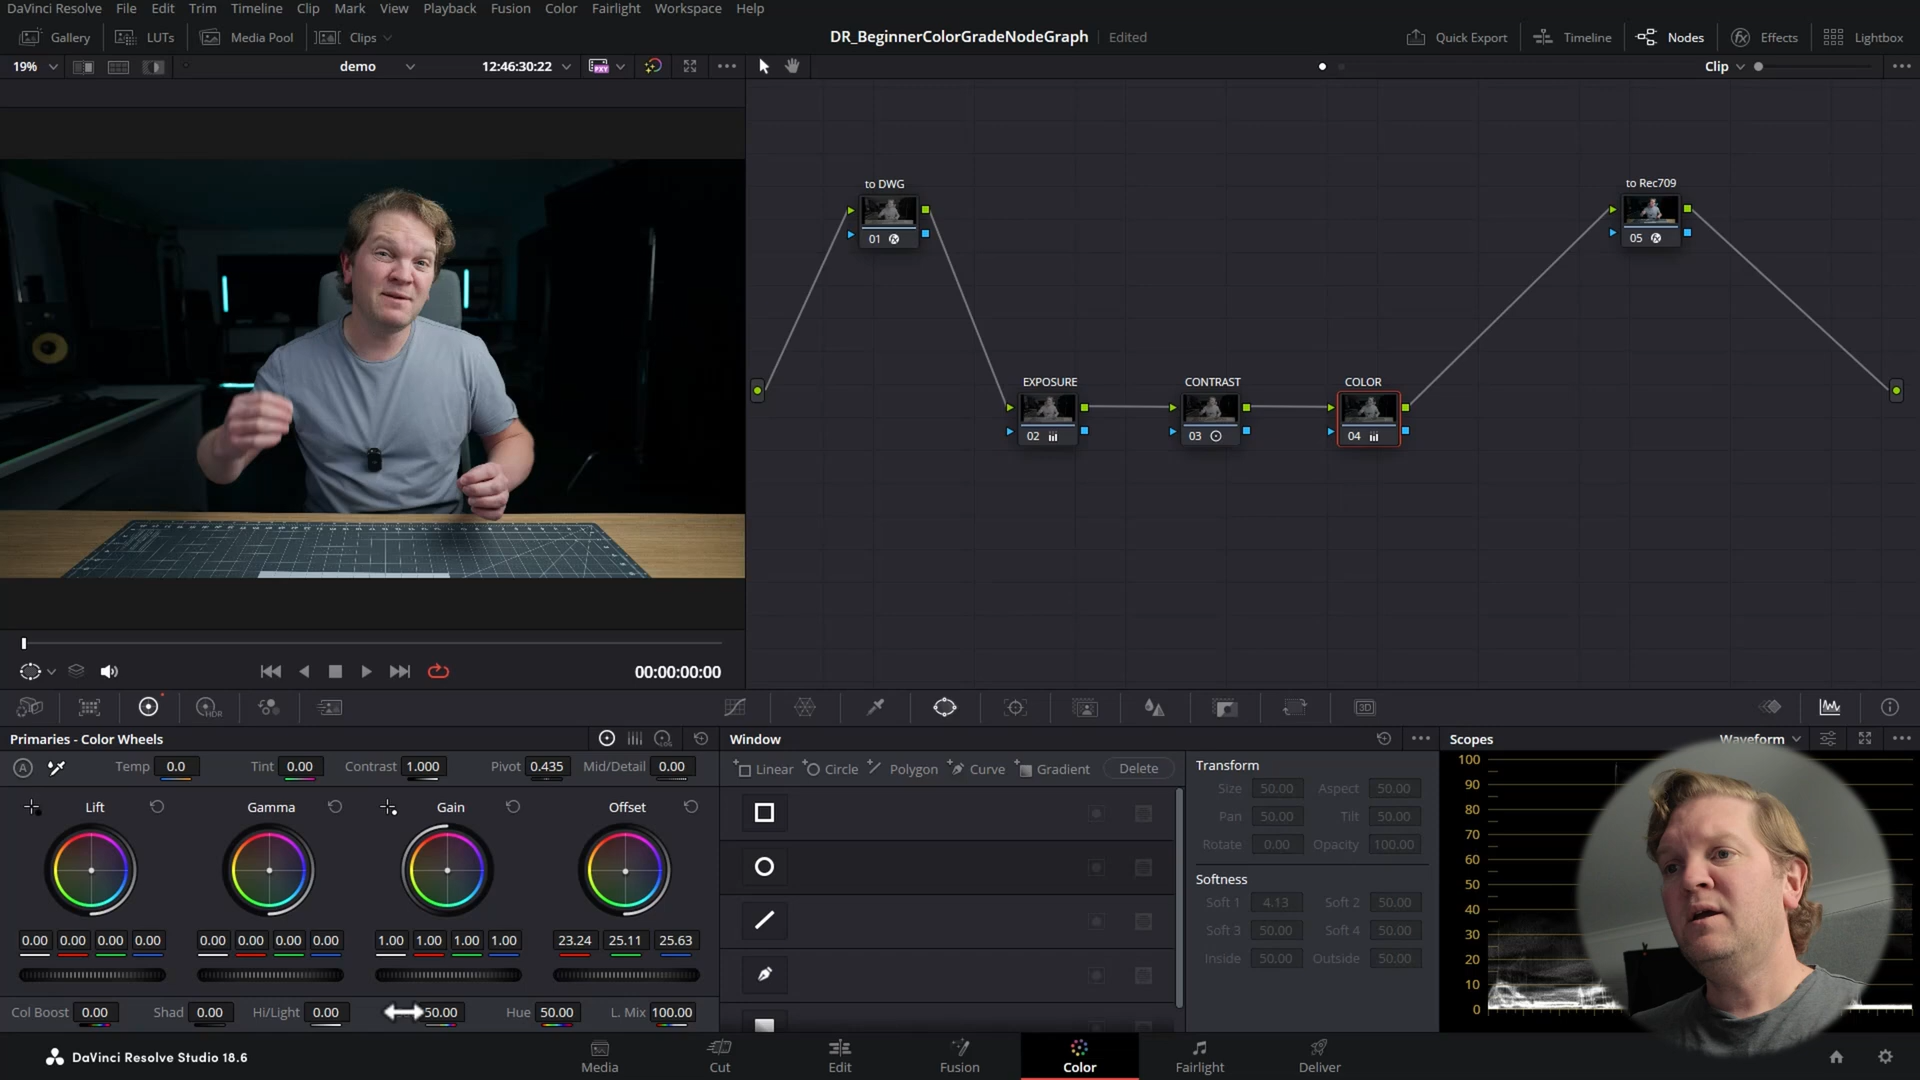 DaVinci Resolve File Edit Trim Timeline Clip Mark View Playback Fusion Color Fairlight Workspace Help
Gallery LUTs Media Pool Clips DR_BeginnerColorGradeNodeGraph Edited Quick Export Timeline Nodes Effects Lightbox
19% demo 12:46:30:22 PXY Clip
to DWG
01
to Rec709
05
EXPOSURE CONTRAST COLOR
02 03 04
00:00:00:00
HDR LOG 3D
Primaries - Color Wheels
A Temp 0.0 Tint 0.00 Contrast 1.000 Pivot 0.435 Mid/Detail 0.00
Lift Gamma Gain Offset
0.00 0.00 0.00 0.00 0.00 0.00 0.00 0.00 1.00 1.00 1.00 1.00 23.24 25.11 25.63
Col Boost 0.00 Shad 0.00 Hi/Light 0.00 50.00 Hue 50.00 L. Mix 100.00
Window
Linear Circle Polygon Curve Gradient Delete
Transform
Size 50.00 Aspect 50.00
Pan 50.00 Tilt 50.00
Rotate 0.00 Opacity 100.00
Softness
Soft 1 4.13 Soft 2 50.00
Soft 3 50.00 Soft 4 50.00
Inside 50.00 Outside 50.00
Scopes Waveform
100
90
80
70
60
50
40
30
20
10
0
DaVinci Resolve Studio 18.6
Media Cut Edit Fusion Color Fairlight Deliver